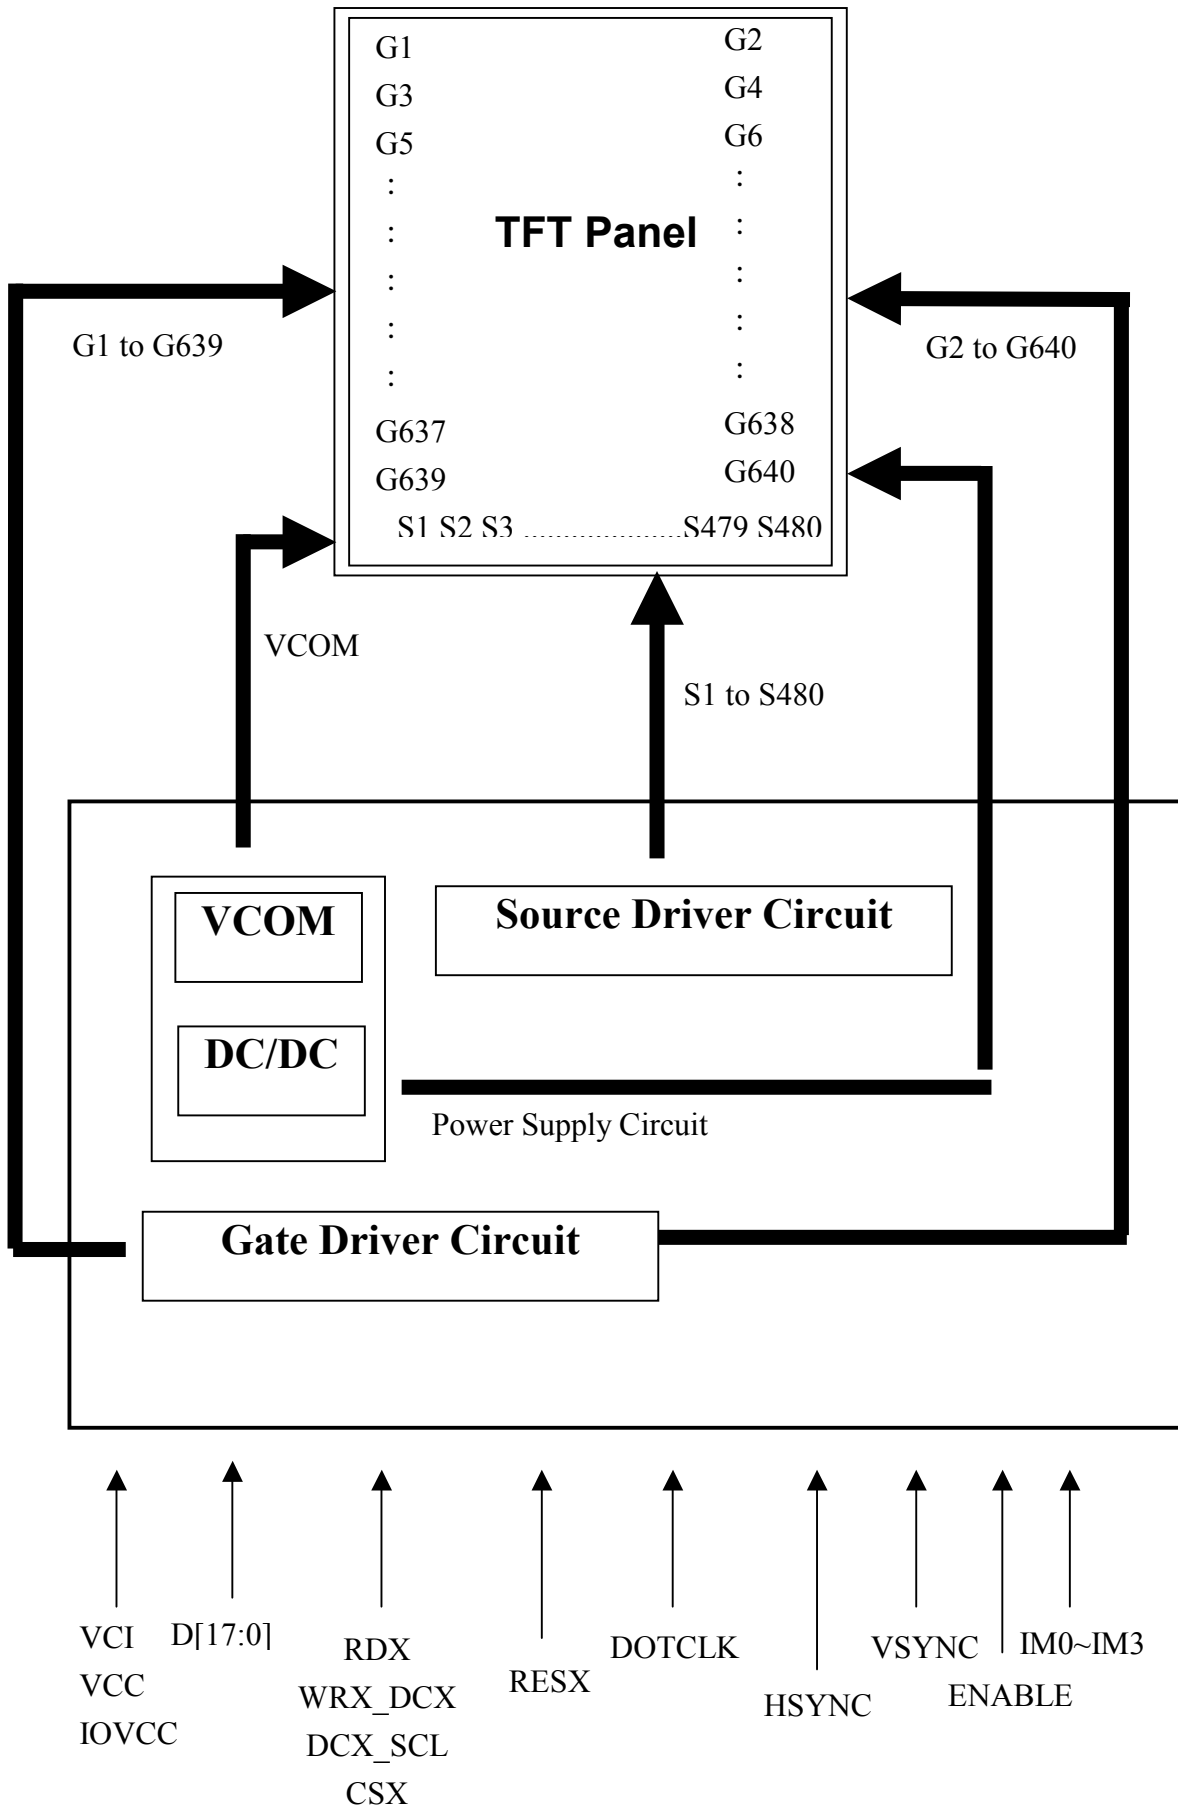 G1 G2
G3 G4
G5 G6
: :
: TFT Panel :
: :
: :
: :
G1 to G639 G2 to G640
G637 G638
G639 G640
S1 S2 S3 ....................S479 S480
VCOM
S1 to S480
VCOM Source Driver Circuit
DC/DC
Power Supply Circuit
Gate Driver Circuit
VCI
VCC
IOVCC
D[17:0]
RDX
WRX_DCX
DCX_SCL
CSX
RESX
DOTCLK
HSYNC
VSYNC
ENABLE
IM0~IM3